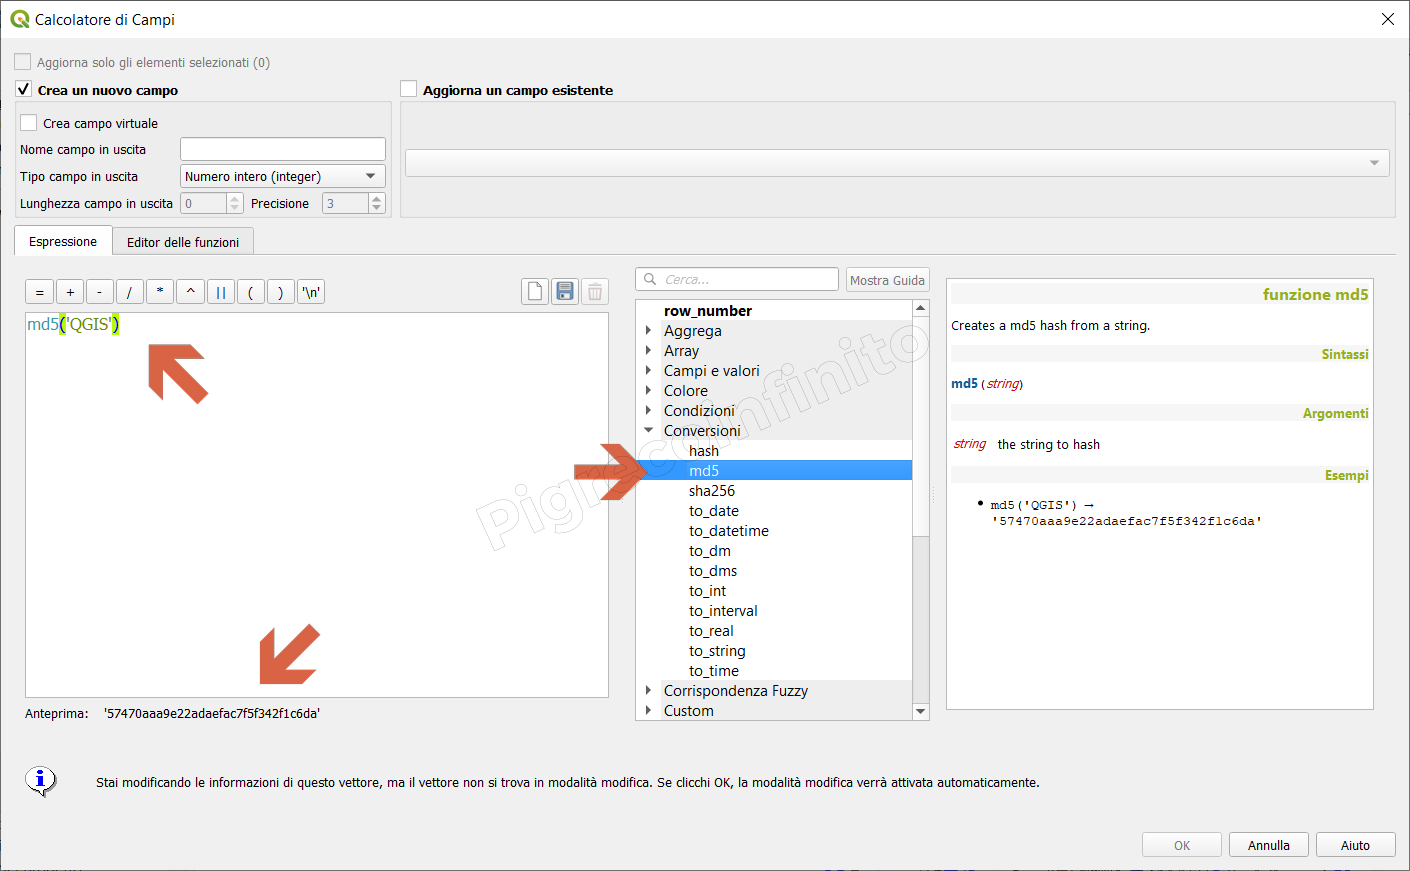 Calcolatore di Campi
Aggiorna solo gli elementi selezionati (0)
Crea un nuovo campo
Aggiorna un campo esistente
Crea campo virtuale
Nome campo in uscita
Tipo campo in uscita
Numero intero (integer)
Lunghezza campo in uscita
0
Precisione
3
Espressione
Editor delle funzioni
= + - / * ^ || ( ) '\n'
md5('QGIS')
Anteprima: '57470aaa9e22adaefac7f5f342f1c6da'
Cerca...
Mostra Guida
row_number
Aggrega
Array
Campi e valori
Colore
Condizioni
Conversioni
hash
md5
sha256
to_date
to_datetime
to_dm
to_dms
to_int
to_interval
to_real
to_string
to_time
Corrispondenza Fuzzy
Custom
funzione md5
Creates a md5 hash from a string.
Sintassi
md5 (string)
Argomenti
string the string to hash
Esempi
• md5('QGIS') →
'57470aaa9e22adaefac7f5f342f1c6da'
Stai modificando le informazioni di questo vettore, ma il vettore non si trova in modalità modifica. Se clicchi OK, la modalità modifica verrà attivata automaticamente.
OK
Annulla
Aiuto